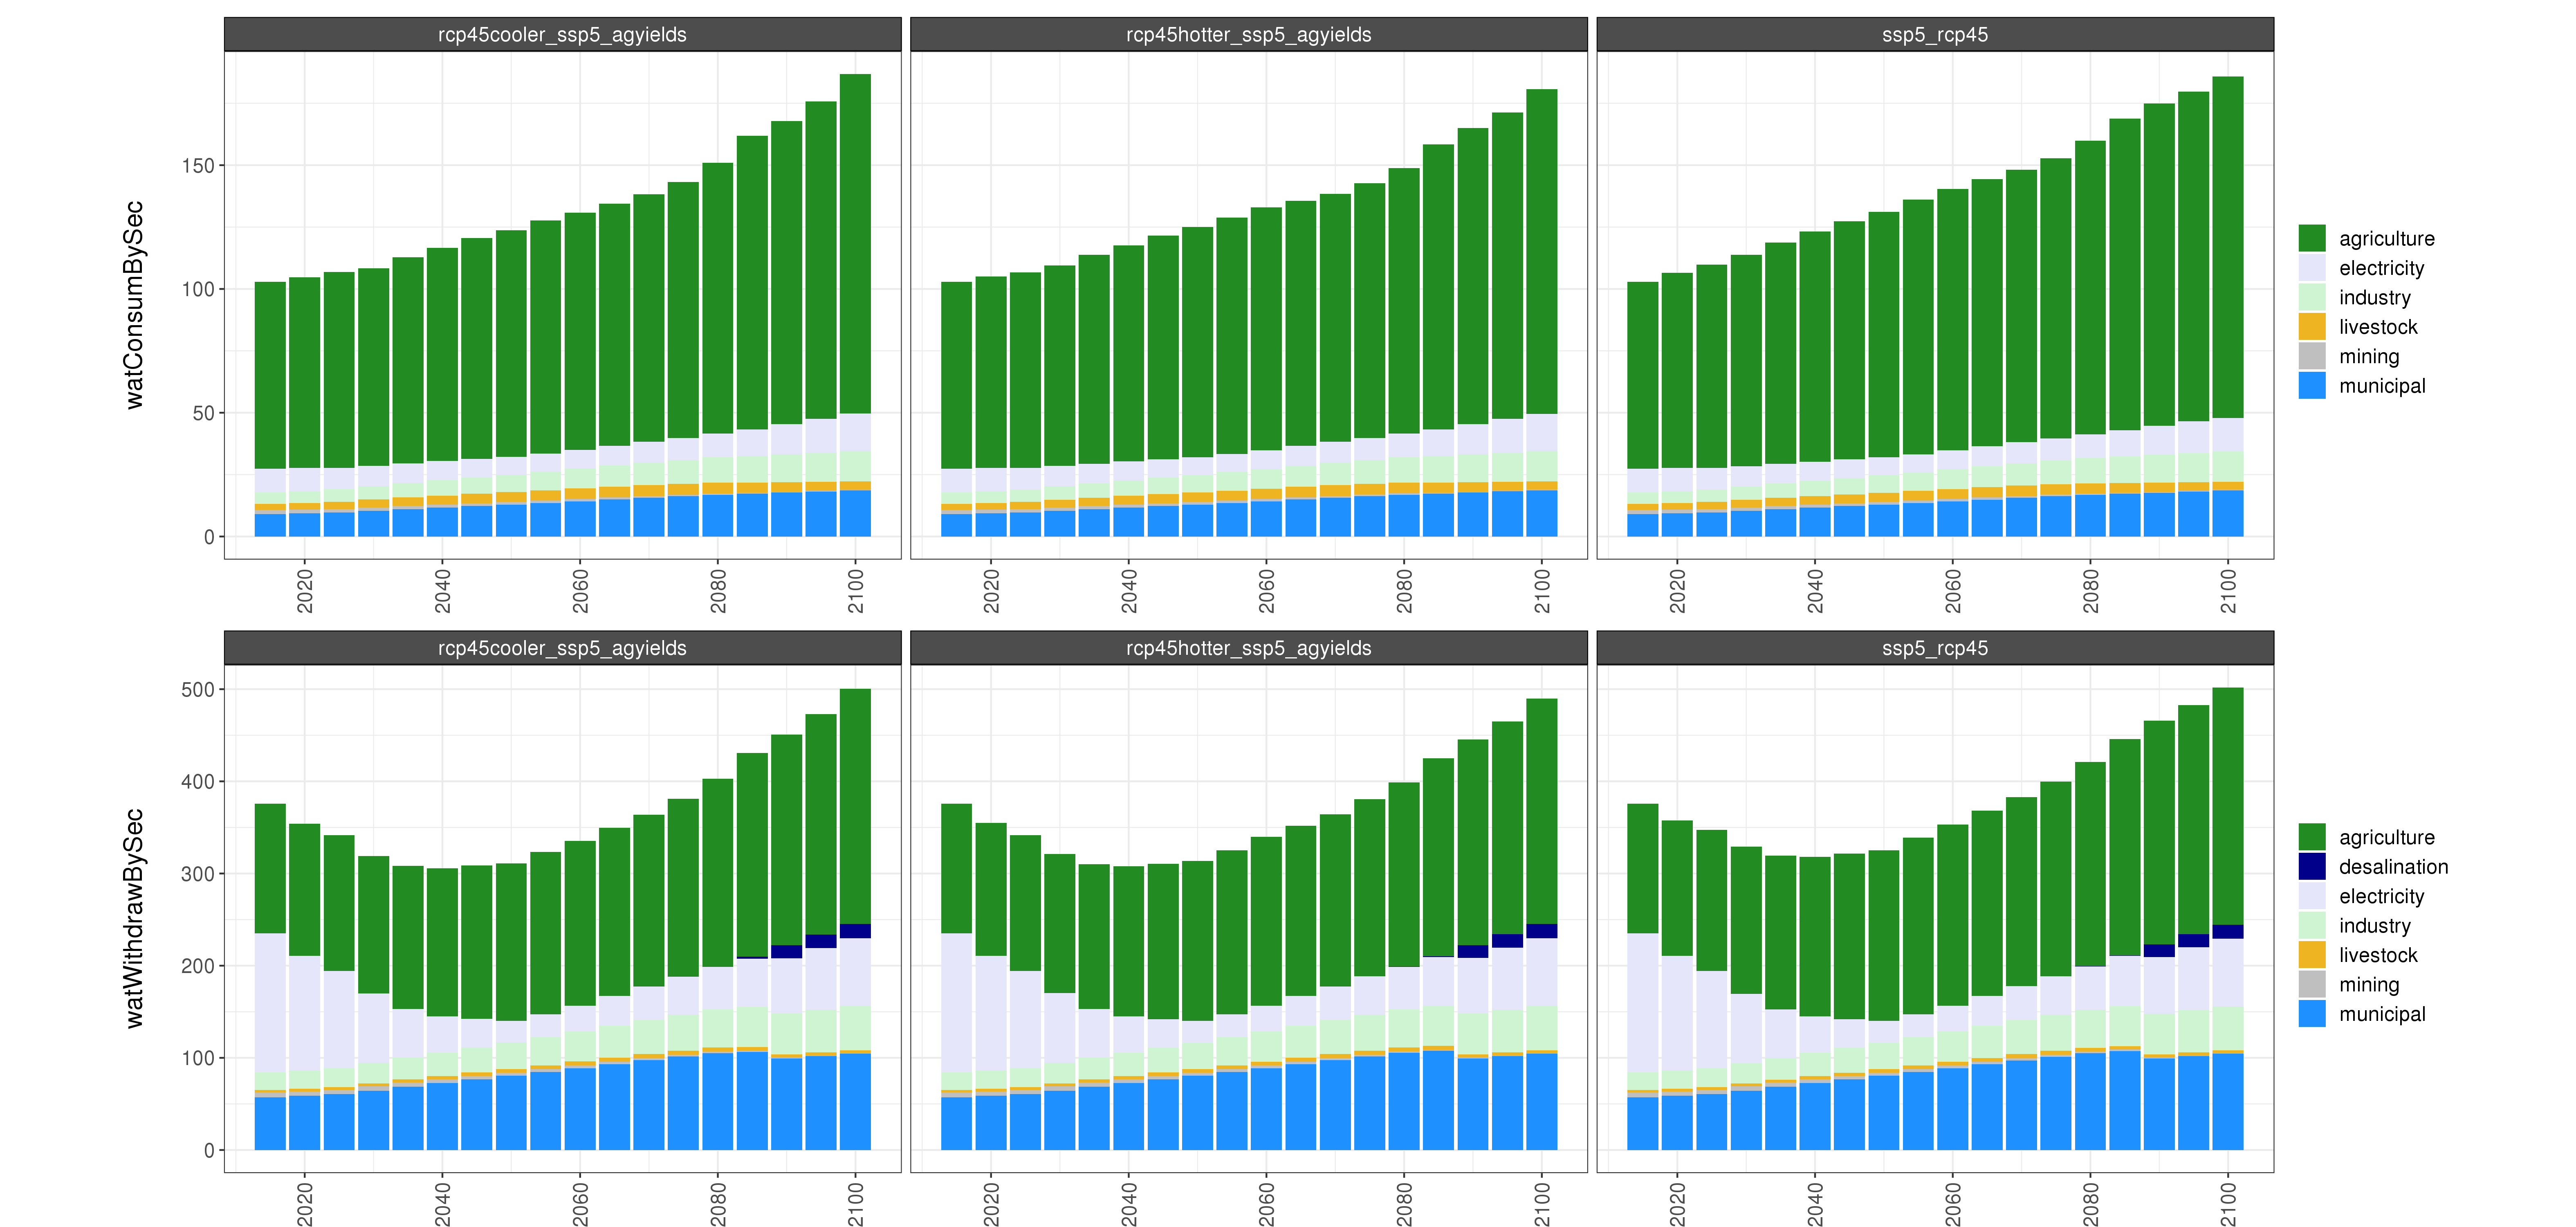 rcp45cooler_ssp5_agyields
rcp45hotter_ssp5_agyields
ssp5_rcp45
watConsumBySec
150
100
50
0
2020
2040
2060
2080
2100
2020
2040
2060
2080
2100
2020
2040
2060
2080
2100
agriculture
electricity
industry
livestock
mining
municipal
rcp45cooler_ssp5_agyields
rcp45hotter_ssp5_agyields
ssp5_rcp45
watWithdrawBySec
500
400
300
200
100
0
2020
2040
2060
2080
2100
2020
2040
2060
2080
2100
2020
2040
2060
2080
2100
agriculture
desalination
electricity
industry
livestock
mining
municipal